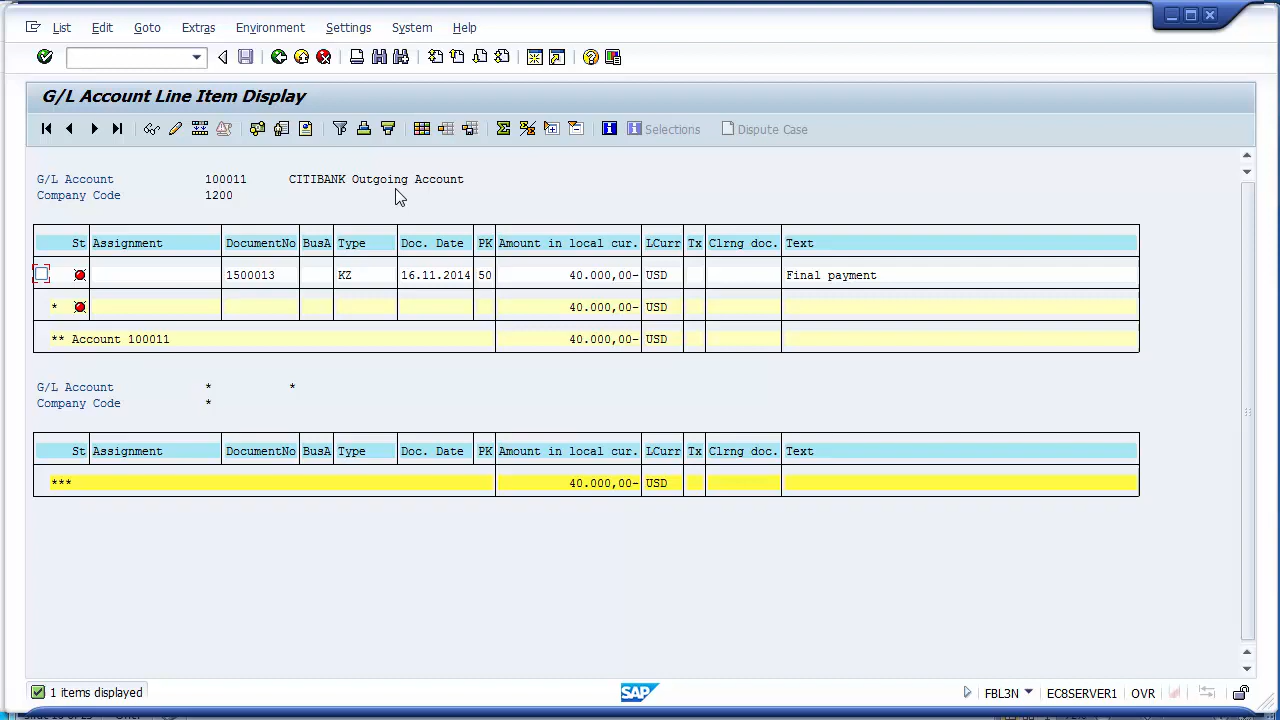 List Edit Goto Extras Environment Settings System Help
G/L Account Line Item Display
Selections Dispute Case
G/L Account 100011 CITIBANK Outgoing Account
Company Code 1200
St Assignment DocumentNo BusA Type Doc. Date PK Amount in local cur. LCurr Tx Clrng doc. Text
1500013 KZ 16.11.2014 50 40.000,00- USD Final payment
* 40.000,00- USD
** Account 100011 40.000,00- USD
G/L Account * *
Company Code *
St Assignment DocumentNo BusA Type Doc. Date PK Amount in local cur. LCurr Tx Clrng doc. Text
*** 40.000,00- USD
1 items displayed SAP FBL3N ECCSERVER1 OVR